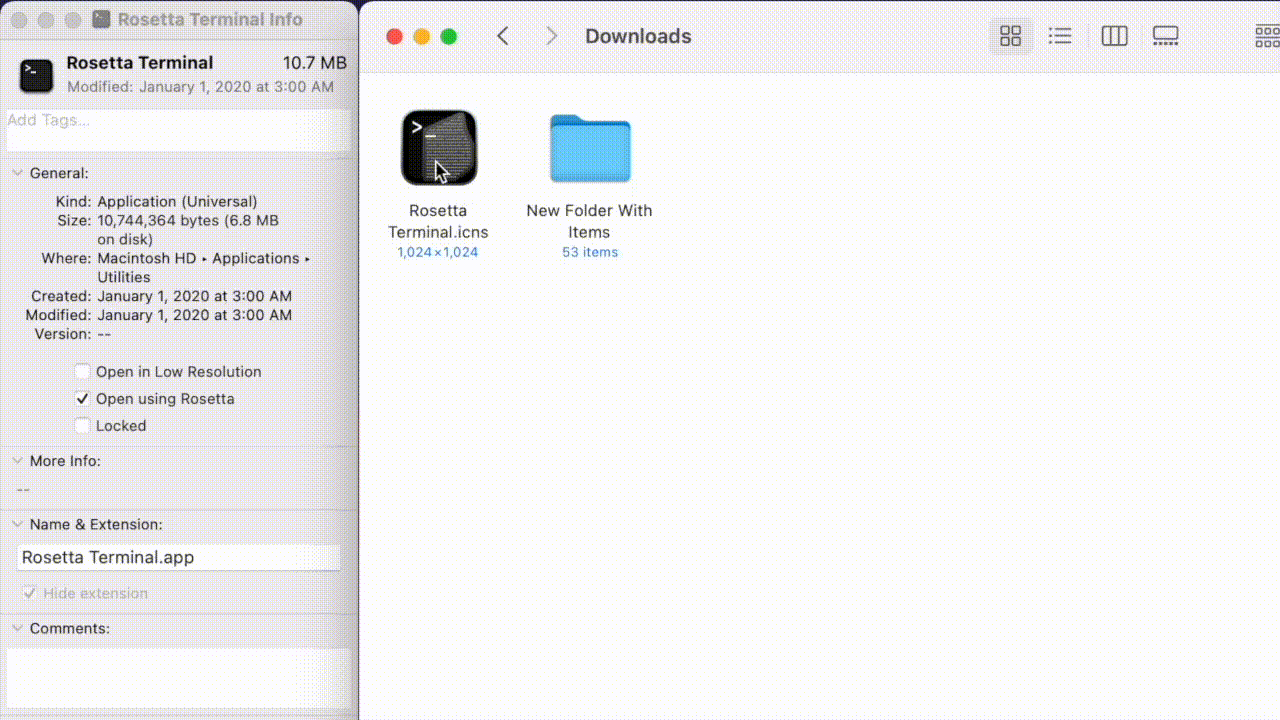 Rosetta Terminal Info
Rosetta Terminal 10.7 MB
Modified: January 1, 2020 at 3:00 AM
Add Tags...
General:
Kind: Application (Universal)
Size: 10,744,364 bytes (6.8 MB
on disk)
Where: Macintosh HD ▸ Applications ▸
Utilities
Created: January 1, 2020 at 3:00 AM
Modified: January 1, 2020 at 3:00 AM
Version: --
Open in Low Resolution
Open using Rosetta
Locked
More Info:
--
Name & Extension:
Rosetta Terminal.app
Hide extension
Comments:
Downloads
Rosetta
Terminal.icns
1,024×1,024
New Folder With
Items
53 items